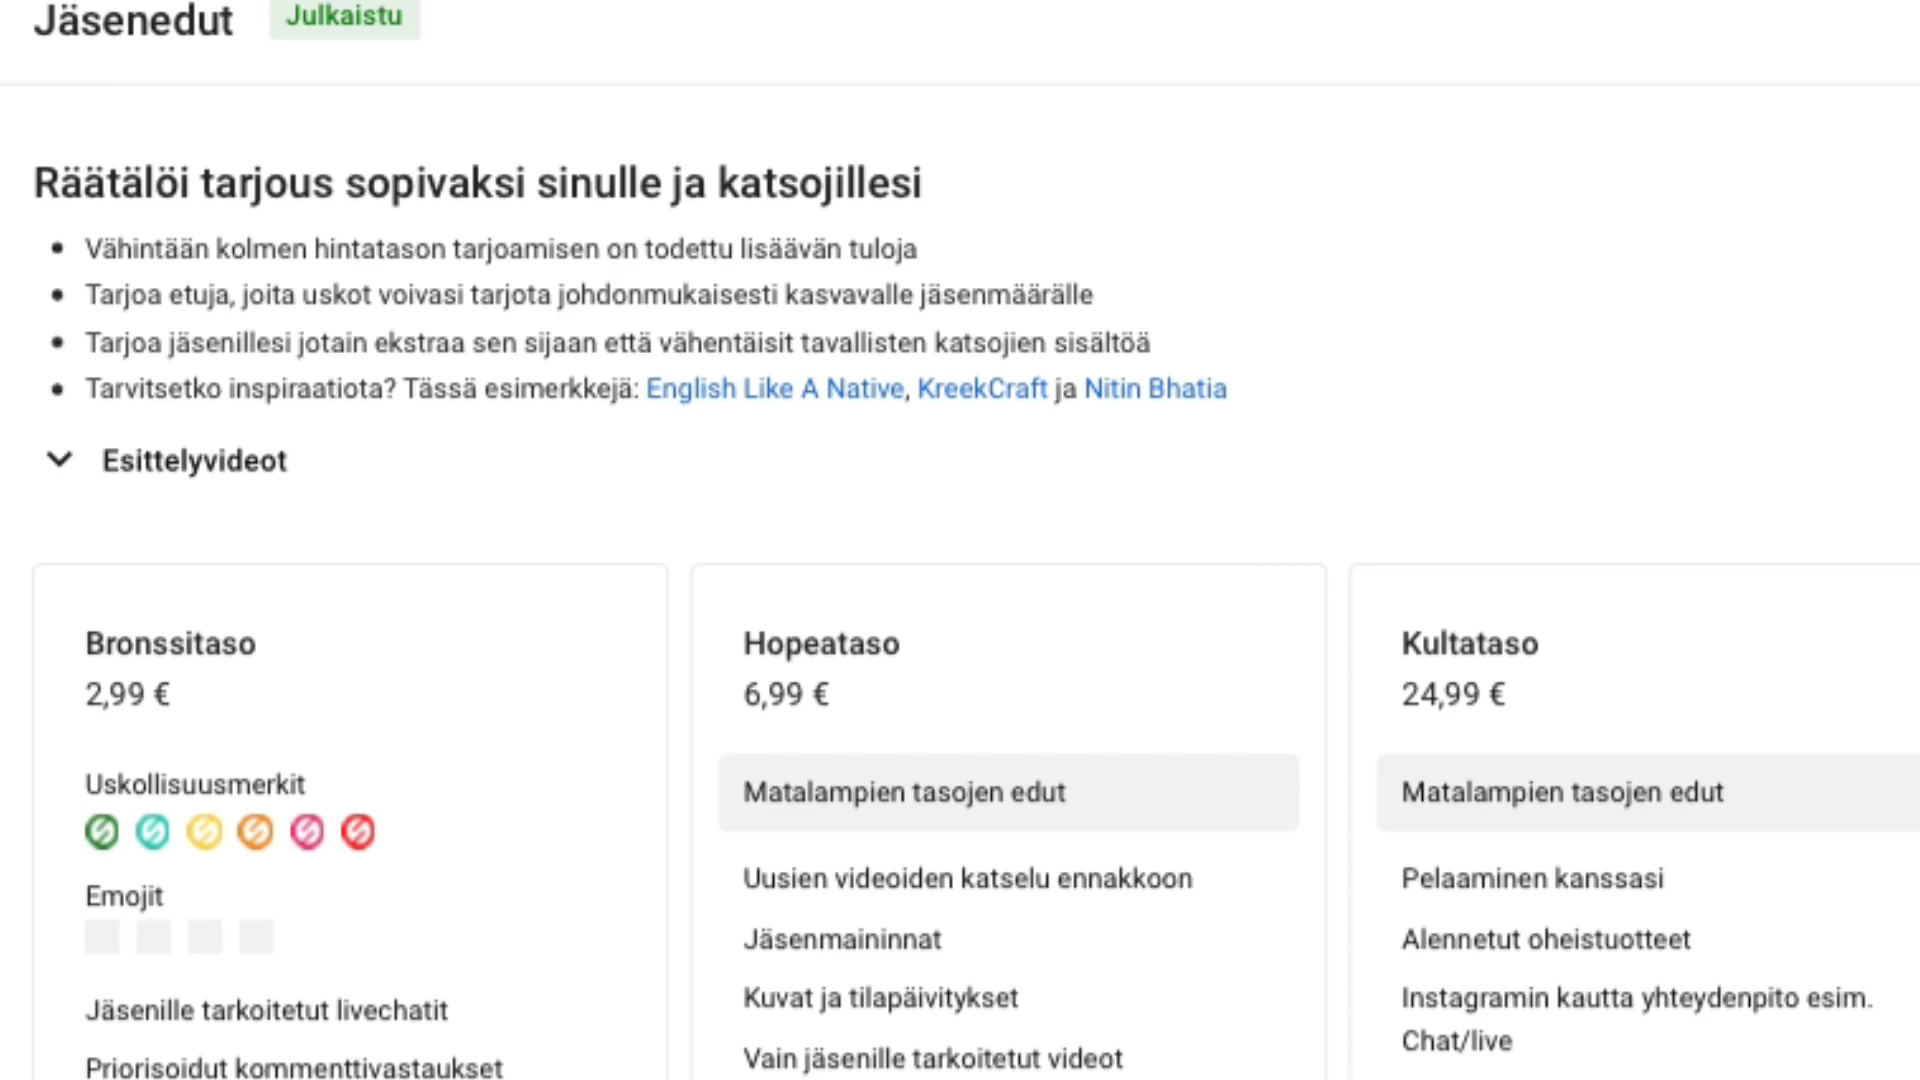 Jäsenedut Julkaistu
Räätälöi tarjous sopivaksi sinulle ja katsojillesi
Vähintään kolmen hintatason tarjoamisen on todettu lisäävän tuloja
Tarjoa etuja, joita uskot voivasi tarjota johdonmukaisesti kasvavalle jäsenmäärälle
Tarjoa jäsenillesi jotain ekstraa sen sijaan että vähentäisit tavallisten katsojien sisältöä
Tarvitsetko inspiraatiota? Tässä esimerkkejä: English Like A Native, KreekCraft ja Nitin Bhatia
Esittelyvideot
Bronssitaso
2,99 €
Uskollisuusmerkit
Emojit
Jäsenille tarkoitetut livechatit
Priorisoidut kommenttivastaukset
Hopeataso
6,99 €
Matalampien tasojen edut
Uusien videoiden katselu ennakkoon
Jäsenmaininnat
Kuvat ja tilapäivitykset
Vain jäsenille tarkoitetut videot
Kultataso
24,99 €
Matalampien tasojen edut
Pelaaminen kanssasi
Alennetut oheistuotteet
Instagramin kautta yhteydenpito esim.
Chat/live